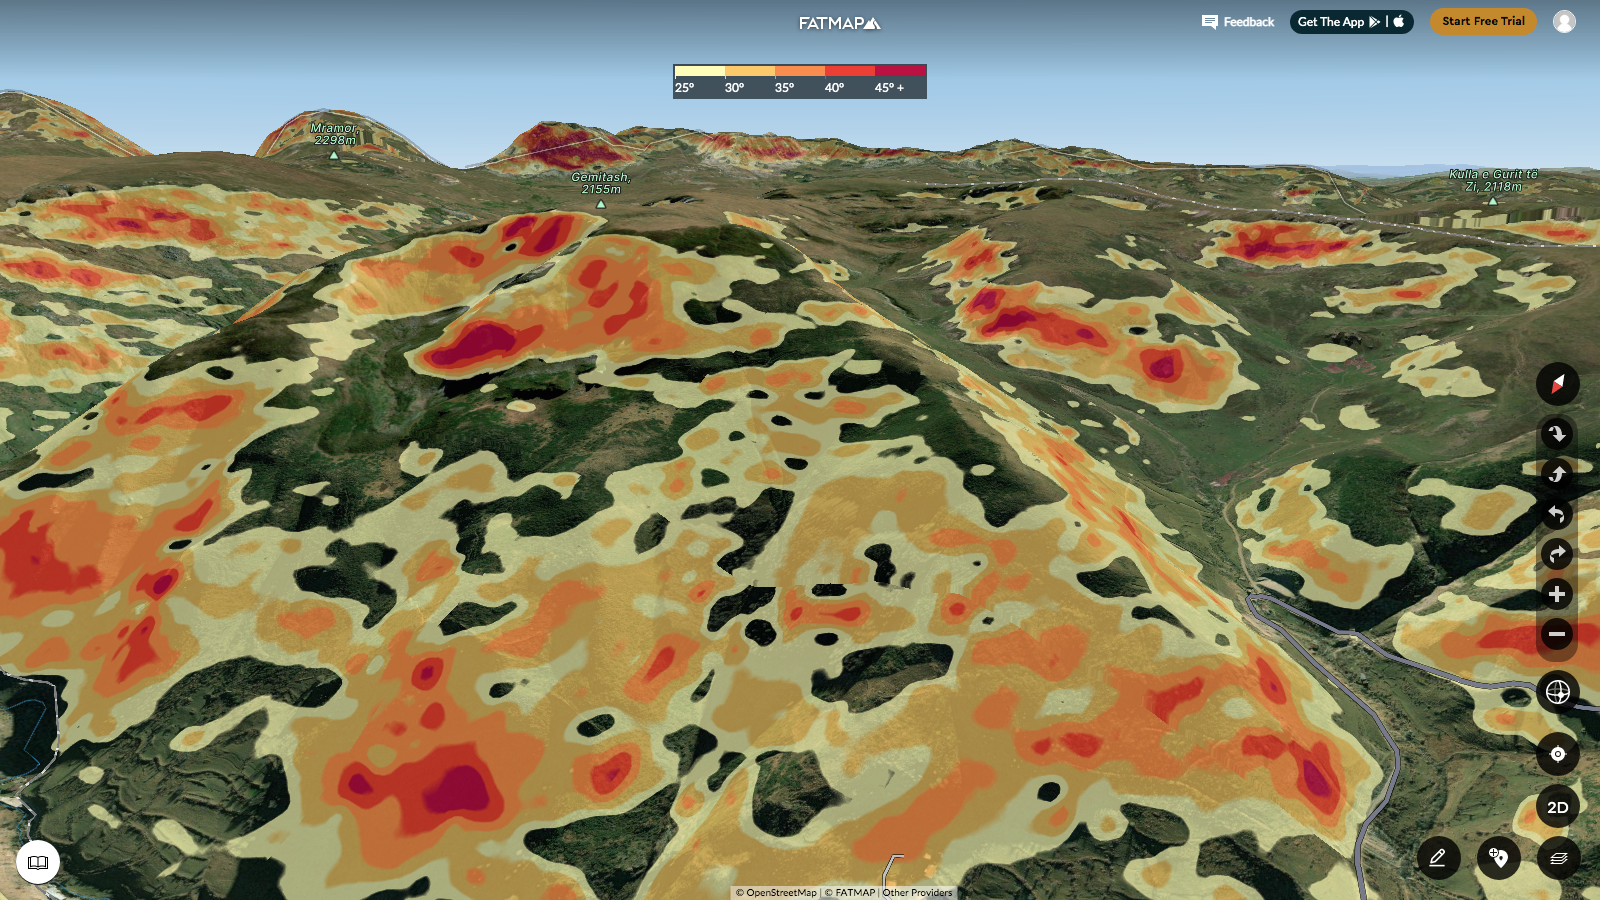 FATMAP
Feedback
Get The App
Start Free Trial
25° 30° 35° 40° 45° +
Mramor,
2298m
Gemitash,
2155m
Kulla e Gurit të
Zi, 2118m
2D
© OpenStreetMap | © FATMAP | Other Providers